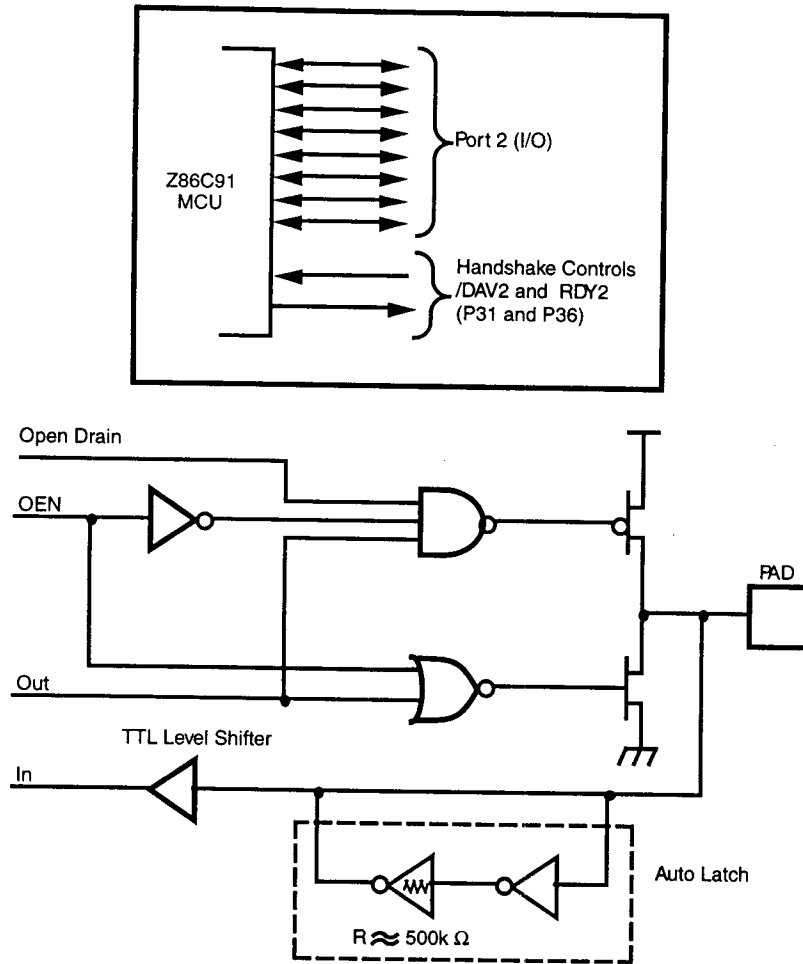 Z86C91
MCU
Port 2 (I/O)
Handshake Controls
/DAV2 and RDY2
(P31 and P36)
Open Drain
OEN
PAD
Out
TTL Level Shifter
In
Auto Latch
R ≈ 500k Ω